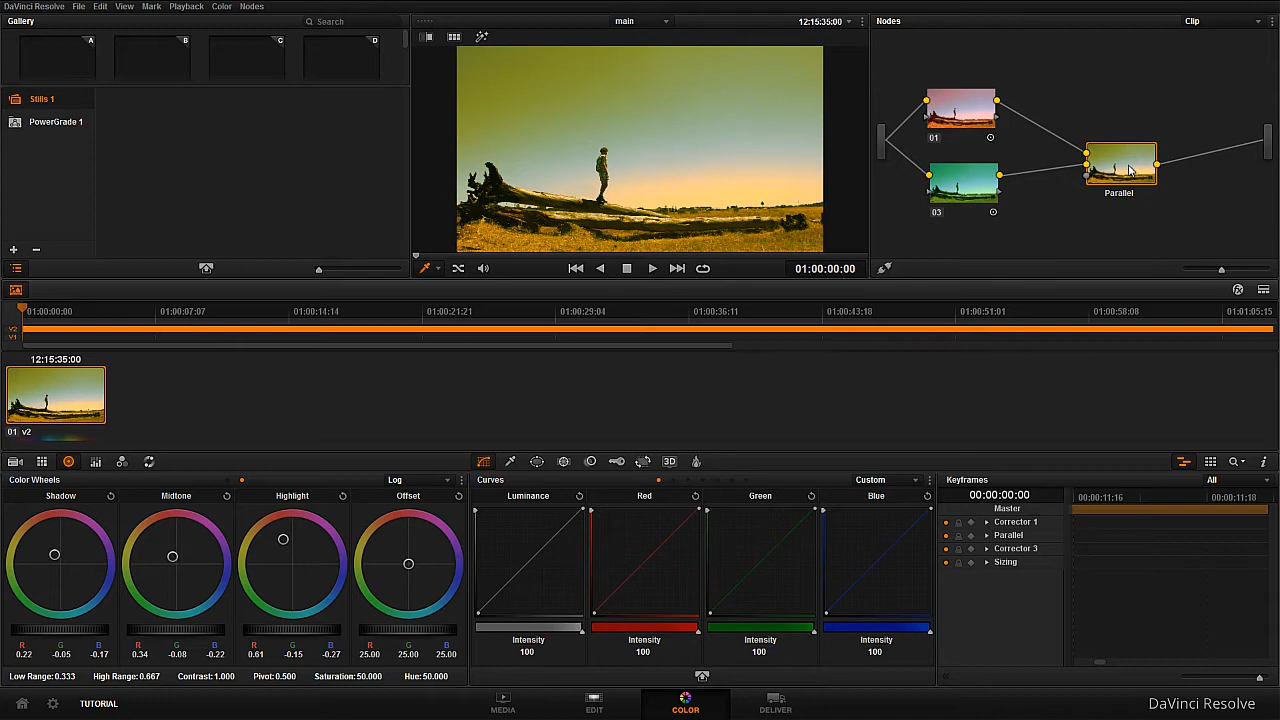 DaVinci Resolve File Edit View Mark Playback Color Nodes
Gallery Search main 12:15:35:00 Nodes Clip
A B C D
Stills 1
PowerGrade 1
01
03
Parallel
01:00:00:00
01:00:00:00 01:00:07:07 01:00:14:14 01:00:21:21 01:00:29:04 01:00:36:11 01:00:43:18 01:00:51:01 01:00:58:08 01:01:05:15
V2
V1
12:15:35:00
01 v2
3D
Color Wheels Log Curves Custom Keyframes All
Shadow Midtone Highlight Offset Luminance Red Green Blue 00:00:00:00 00:00:11:16 00:00:11:18
Master
Corrector 1
Parallel
Corrector 3
Sizing
R G B R G B R G B R G B Intensity Intensity Intensity Intensity
0.22 -0.05 -0.17 0.34 -0.08 -0.22 0.61 -0.15 -0.27 25.00 25.00 25.00 100 100 100 100
Low Range:0.333 High Range:0.667 Contrast:1.000 Pivot:0.500 Saturation:50.000 Hue:50.000
TUTORIAL MEDIA EDIT COLOR DELIVER DaVinci Resolve